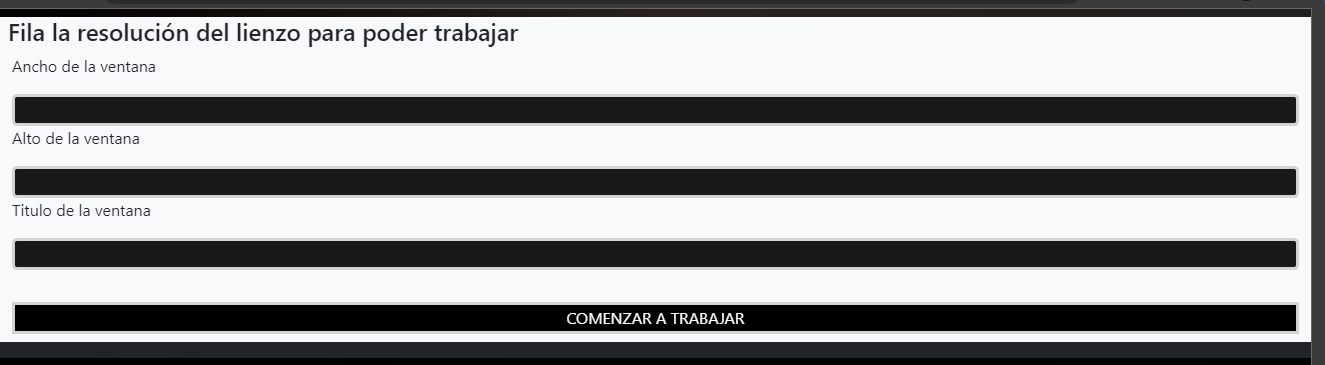 Fila la resolución del lienzo para poder trabajar
Ancho de la ventana
Alto de la ventana
Titulo de la ventana
COMENZAR A TRABAJAR